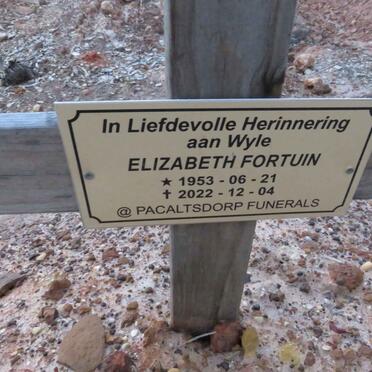 In Liefdevolle Herinnering
aan Wyle
ELIZABETH FORTUIN
★ 1953 - 06 - 21
✝ 2022 - 12 - 04
@ PACALTSDORP FUNERALS